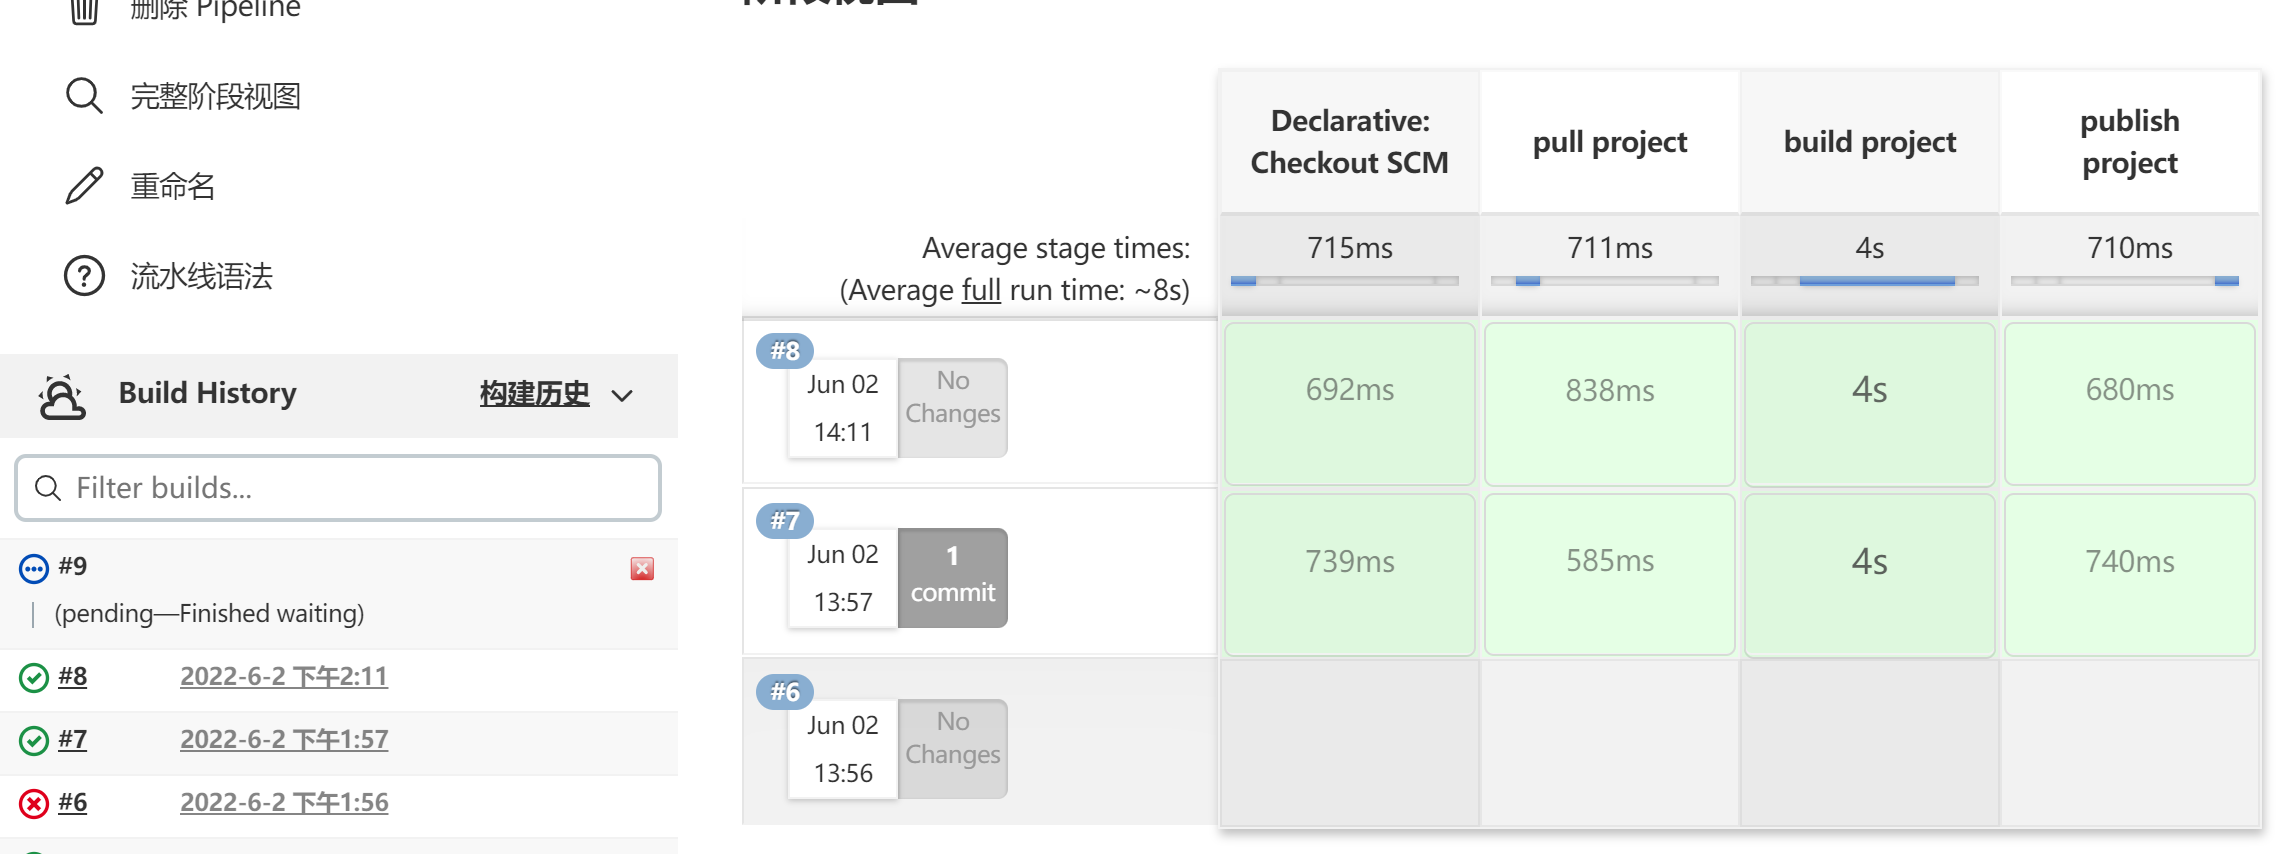 删除 Pipeline
完整阶段视图
重命名
流水线语法
Build History
构建历史
Filter builds...
#9
(pending—Finished waiting)
#8
2022-6-2 下午2:11
#7
2022-6-2 下午1:57
#6
2022-6-2 下午1:56
阶段视图
Declarative:
Checkout SCM
pull project
build project
publish
project
Average stage times:
(Average full run time: ~8s)
715ms
711ms
4s
710ms
#8
Jun 02
14:11
No
Changes
692ms
838ms
4s
680ms
#7
Jun 02
13:57
1
commit
739ms
585ms
4s
740ms
#6
Jun 02
13:56
No
Changes